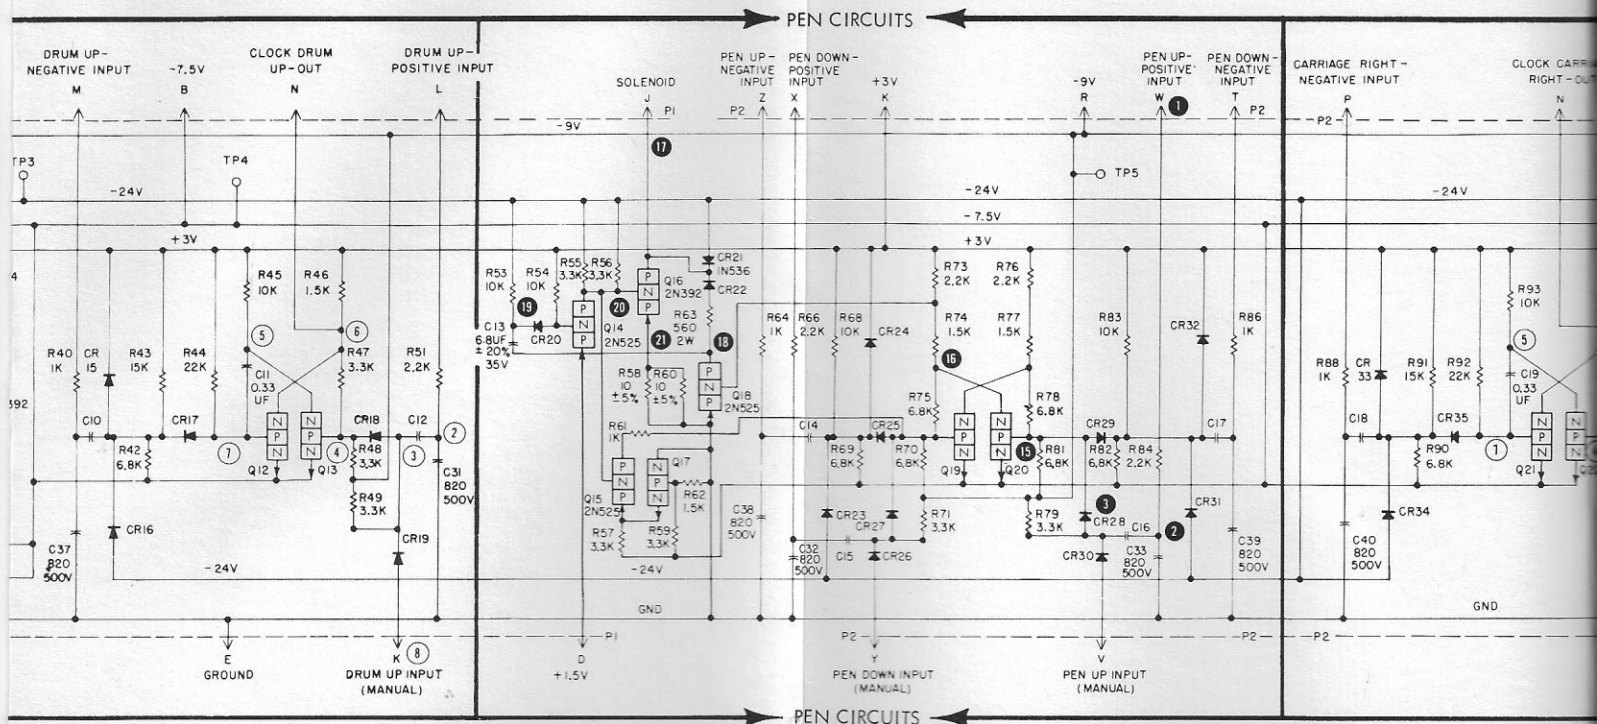 PEN CIRCUITS
DRUM UP-
NEGATIVE INPUT
M
-7.5V
B
CLOCK DRUM
UP-OUT
N
DRUM UP-
POSITIVE INPUT
L
SOLENOID
J
P1
PEN UP-
NEGATIVE
INPUT
Z
P2
PEN DOWN-
POSITIVE
INPUT
X
+3V
K
-9V
R
PEN UP-
POSITIVE
INPUT
W
1
PEN DOWN-
NEGATIVE
INPUT
T
P2
CARRIAGE RIGHT-
NEGATIVE INPUT
P
P2
N
-9V
17
TP3
TP4
TP5
-24V
-24V
-24V
-7.5V
+3V
+3V
4
R45
10K
R46
1.5K
5
6
R40
1K
CR
15
R43
15K
R44
22K
C11
0.33
UF
R47
3.3K
R51
2.2K
392
C10
CR17
CR18
C12
2
R42
6.8K
7
N
P
N
Q12
N
P
N
Q13
4
R48
3.3K
3
C31
820
500V
R49
3.3K
CR16
CR19
C37
820
500V
-24V
E
GROUND
K
8
DRUM UP INPUT
(MANUAL)
R53
10K
R54
10K
R55
3.3K
R56
3.3K
P
N
P
Q16
2N392
CR21
1N536
CR22
19
20
C13
6.8UF
±20%
35V
CR20
P
N
P
Q14
2N525
21
R63
560
2W
18
R58
10
±5%
R60
10
±5%
P
N
P
Q18
2N525
R61
1K
P
N
P
Q15
2N525
N
P
N
Q17
R62
1.5K
R57
3.3K
R59
3.3K
-24V
GND
P1
D
+1.5V
R64
1K
R66
2.2K
R68
10K
CR24
R73
2.2K
R76
2.2K
R74
1.5K
R77
1.5K
16
R75
6.8K
R78
6.8K
R83
10K
CR32
R86
1K
C14
CR25
R69
6.8K
R70
6.8K
N
P
N
Q19
N
P
N
Q20
15
R81
6.8K
CR29
R82
6.8K
R84
2.2K
C17
C38
820
500V
CR23
CR27
R71
3.3K
R79
3.3K
3
CR28
C16
2
CR31
C32
820
500V
C15
CR26
CR30
C33
820
500V
C39
820
500V
P2
Y
PEN DOWN INPUT
(MANUAL)
V
PEN UP INPUT
(MANUAL)
P2
P2
R93
10K
5
R88
1K
CR
33
R91
15K
R92
22K
C19
0.33
UF
C18
CR35
R90
6.8K
7
N
P
N
Q21
N
P
N
CR34
C40
820
500V
GND
PEN CIRCUITS